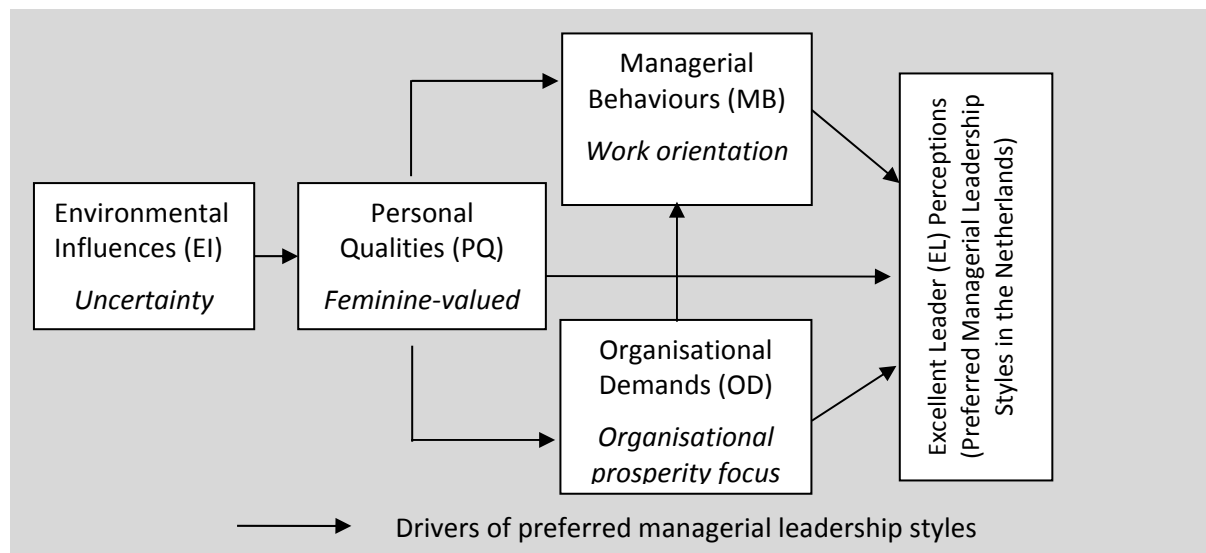 Environmental
Influences (EI)
Uncertainty
Personal
Qualities (PQ)
Feminine-valued
Managerial
Behaviours (MB)
Work orientation
Organisational
Demands (OD)
Organisational
prosperity focus
Excellent Leader (EL) Perceptions
(Preferred Managerial Leadership
Styles in the Netherlands)
Drivers of preferred managerial leadership styles